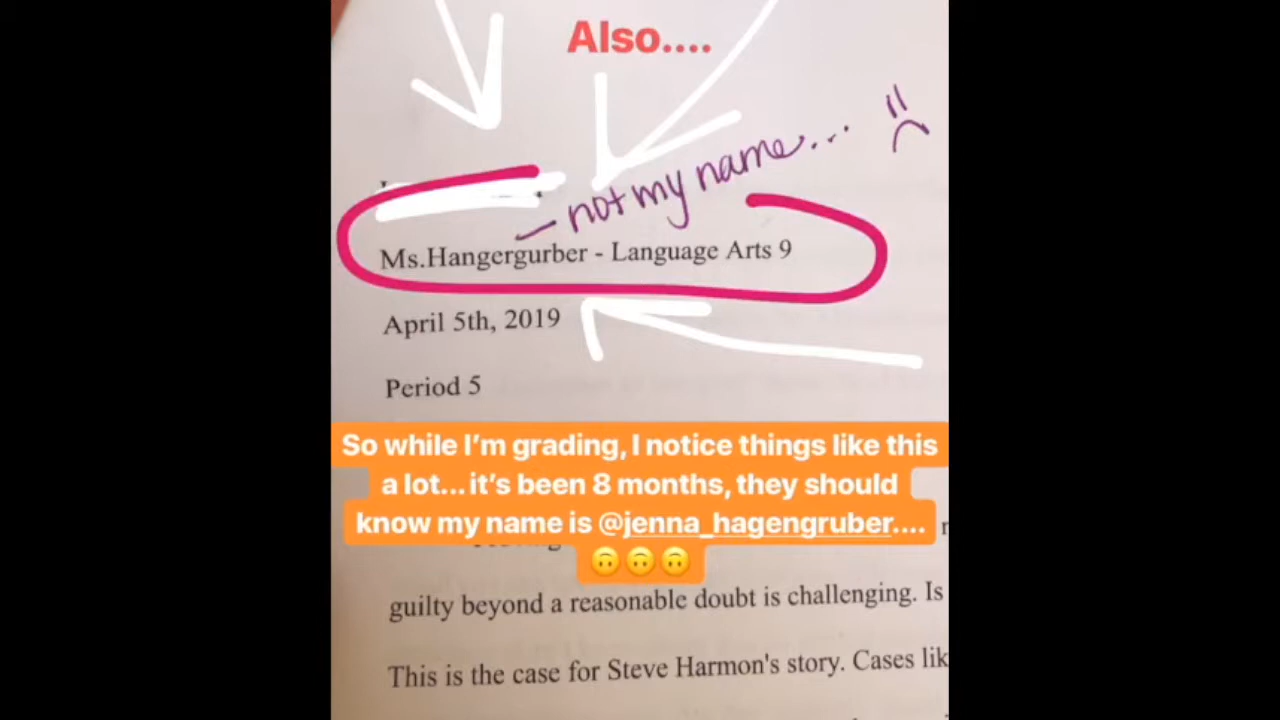 Also....
not my name...
Ms.Hangergurber - Language Arts 9
April 5th, 2019
Period 5
So while I'm grading, I notice things like this
a lot... it's been 8 months, they should
know my name is @jenna_hagengruber....
🙃🙃🙃
guilty beyond a reasonable doubt is challenging. Is
This is the case for Steve Harmon's story. Cases lik